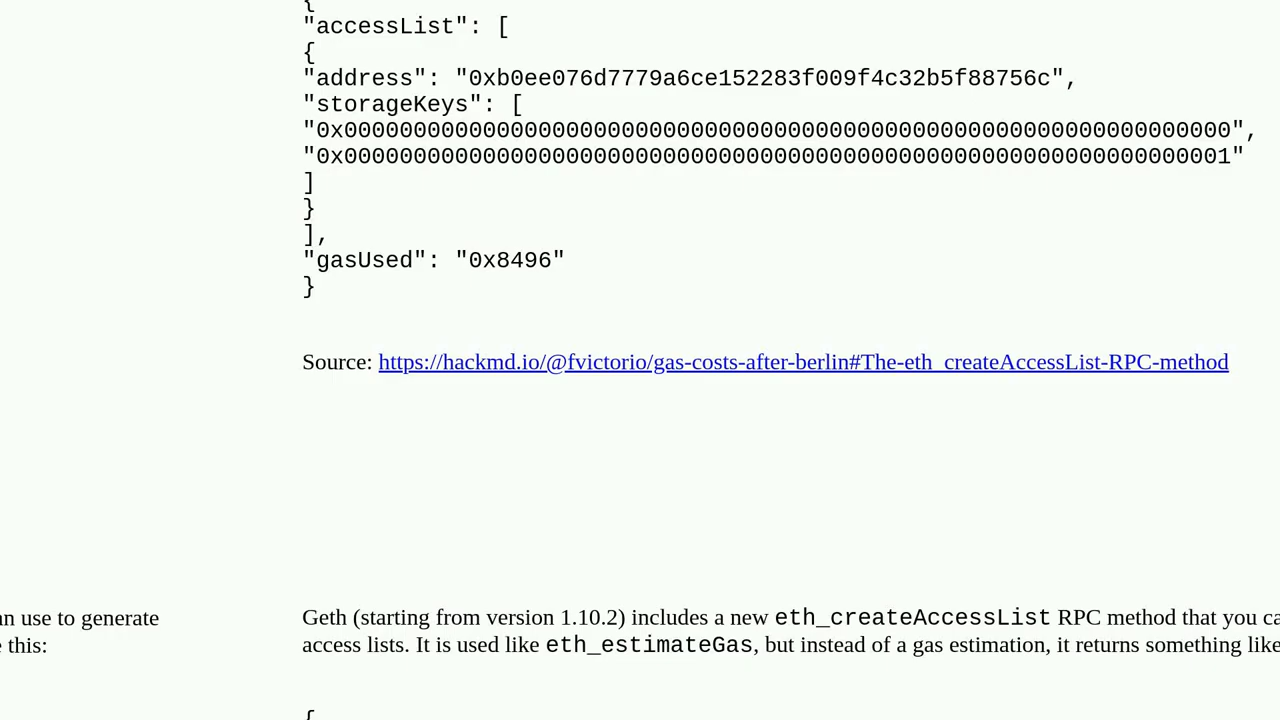 {
"accessList": [
{
"address": "0xb0ee076d7779a6ce152283f009f4c32b5f88756c",
"storageKeys": [
"0x0000000000000000000000000000000000000000000000000000000000000000",
"0x0000000000000000000000000000000000000000000000000000000000000001"
]
}
],
"gasUsed": "0x8496"
}
Source: https://hackmd.io/@fvictorio/gas-costs-after-berlin#The-eth_createAccessList-RPC-method
an use to generate
e this:
Geth (starting from version 1.10.2) includes a new eth_createAccessList RPC method that you ca
access lists. It is used like eth_estimateGas, but instead of a gas estimation, it returns something like
{